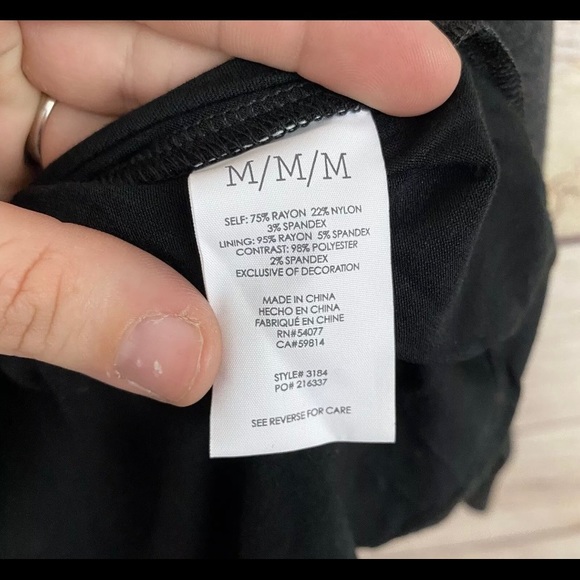 M/M/M
SELF: 75% RAYON 22% NYLON
3% SPANDEX
LINING: 95% RAYON 5% SPANDEX
CONTRAST: 98% POLYESTER
2% SPANDEX
EXCLUSIVE OF DECORATION
MADE IN CHINA
HECHO EN CHINA
FABRIQUÉ EN CHINE
RN#54077
CA#59814
STYLE# 3184
PO# 216337
SEE REVERSE FOR CARE